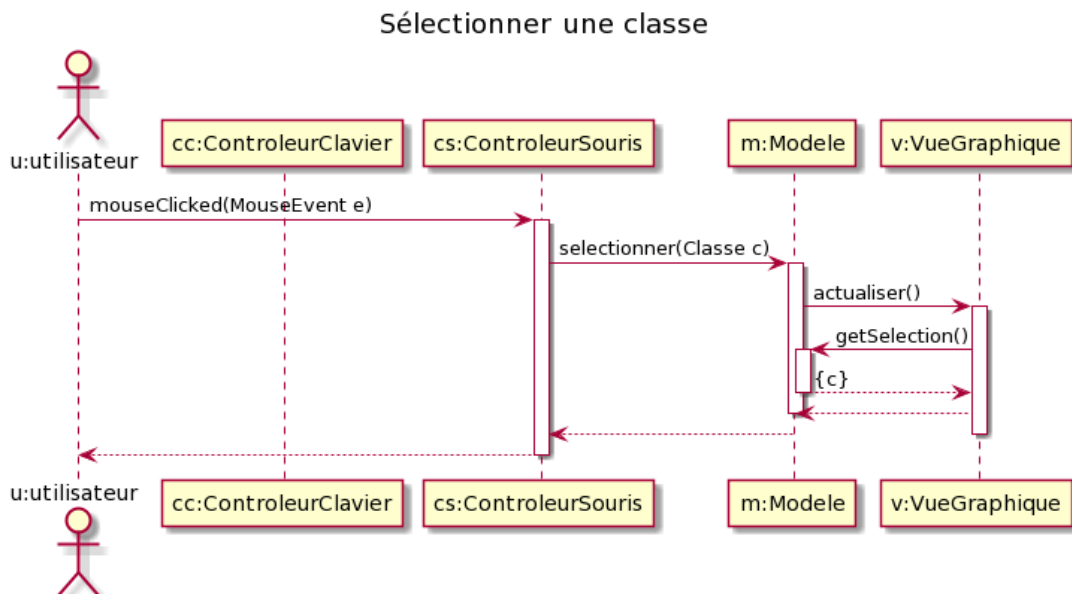 Sélectionner une classe
u:utilisateur
cc:ControleurClavier
cs:ControleurSouris
m:Modele
v:VueGraphique
mouseClicked(MouseEvent e)
selectionner(Classe c)
actualiser()
getSelection()
{c}
u:utilisateur
cc:ControleurClavier
cs:ControleurSouris
m:Modele
v:VueGraphique